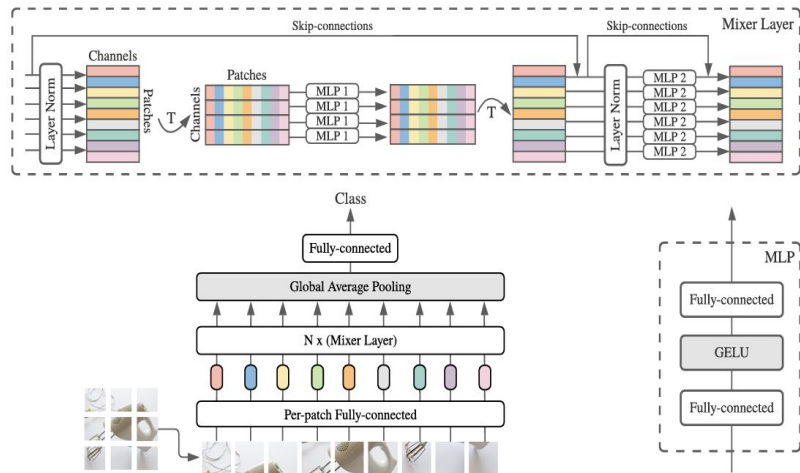 Skip-connections
Skip-connections
Mixer Layer
Channels
Layer Norm
Patches
T
Patches
Channels
MLP 1
MLP 1
MLP 1
MLP 1
T
Layer Norm
MLP 2
MLP 2
MLP 2
MLP 2
MLP 2
MLP 2
Class
Fully-connected
Global Average Pooling
N x (Mixer Layer)
Per-patch Fully-connected
MLP
Fully-connected
GELU
Fully-connected